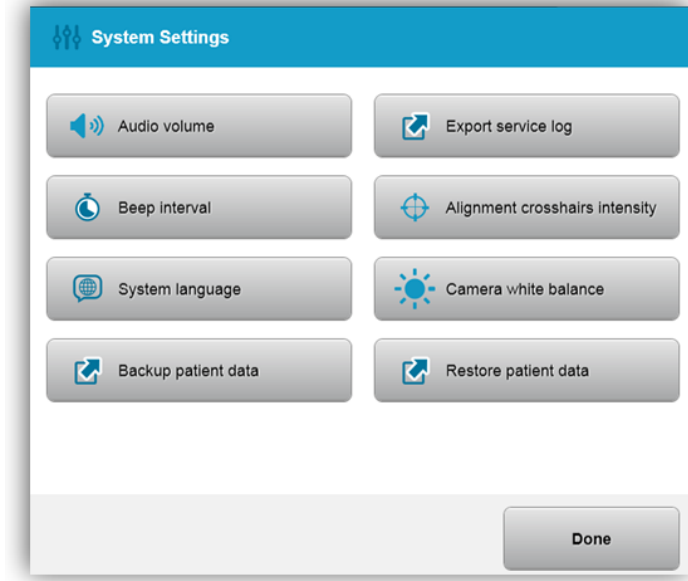 System Settings
Audio volume
Export service log
Beep interval
Alignment crosshairs intensity
System language
Camera white balance
Backup patient data
Restore patient data
Done